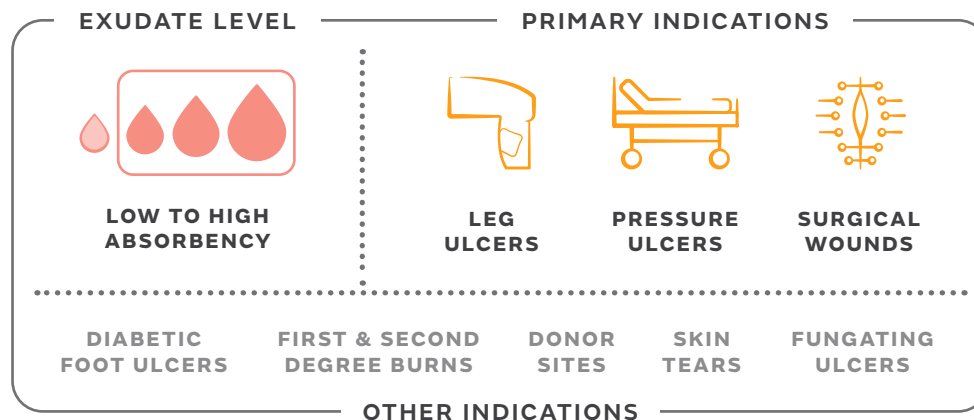 EXUDATE LEVEL
PRIMARY INDICATIONS
LOW TO HIGH
ABSORBENCY
LEG
ULCERS
PRESSURE
ULCERS
SURGICAL
WOUNDS
DIABETIC
FOOT ULCERS
FIRST & SECOND
DEGREE BURNS
DONOR
SITES
SKIN
TEARS
FUNGATING
ULCERS
OTHER INDICATIONS